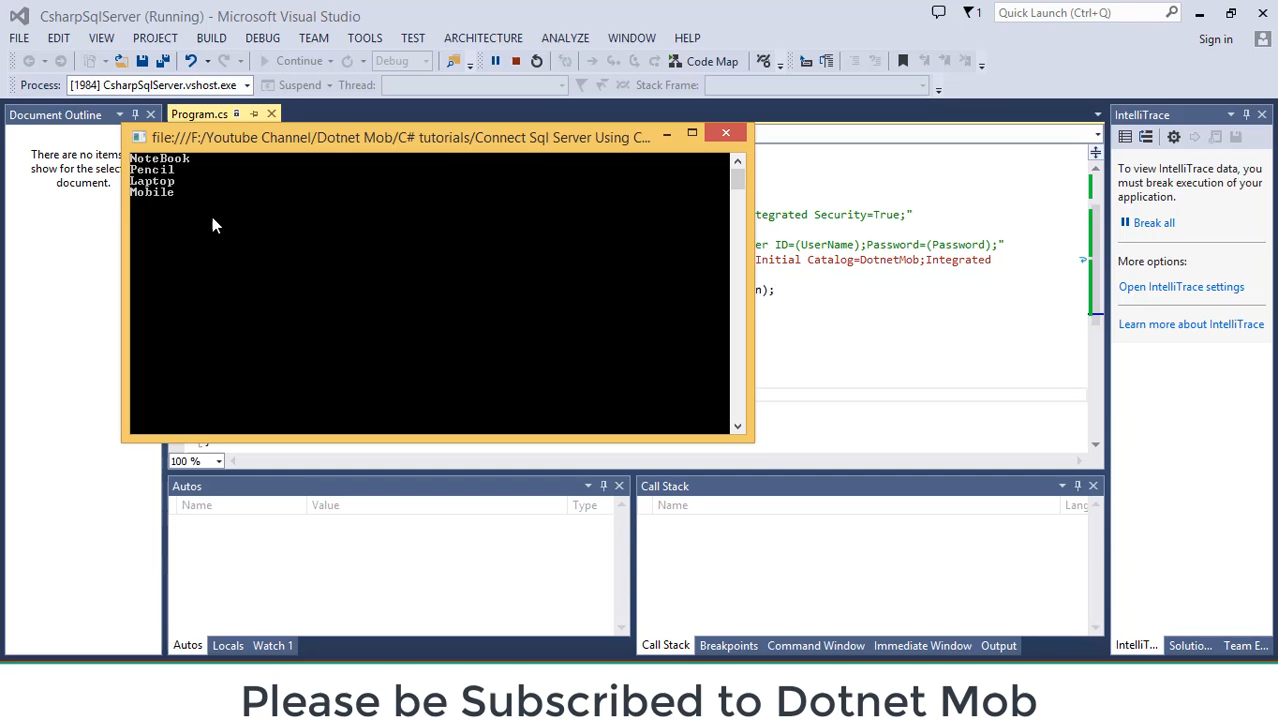 CsharpSqlServer (Running) - Microsoft Visual Studio
1
Quick Launch (Ctrl+Q)
FILE EDIT VIEW PROJECT BUILD DEBUG TEAM TOOLS TEST ARCHITECTURE ANALYZE WINDOW HELP
Sign in
Continue Debug Code Map
Process: [1984] CsharpSqlServer.vshost.exe Suspend Thread: Stack Frame:
Document Outline
Program.cs
IntelliTrace
There are no items
show for the selec
document.
file:///F:/Youtube Channel/Dotnet Mob/C# tutorials/Connect Sql Server Using C...
NoteBook
Pencil
Laptop
Mobile
tegrated Security=True;"
er ID=(UserName);Password=(Password);"
Initial Catalog=DotnetMob;Integrated
n);
To view IntelliTrace data, you
must break execution of your
application.
Break all
More options:
Open IntelliTrace settings
Learn more about IntelliTrace
100 %
Autos
Name Value Type
Call Stack
Name Lang
Autos Locals Watch 1
Call Stack Breakpoints Command Window Immediate Window Output
IntelliT... Solutio... Team E...
Please be Subscribed to Dotnet Mob